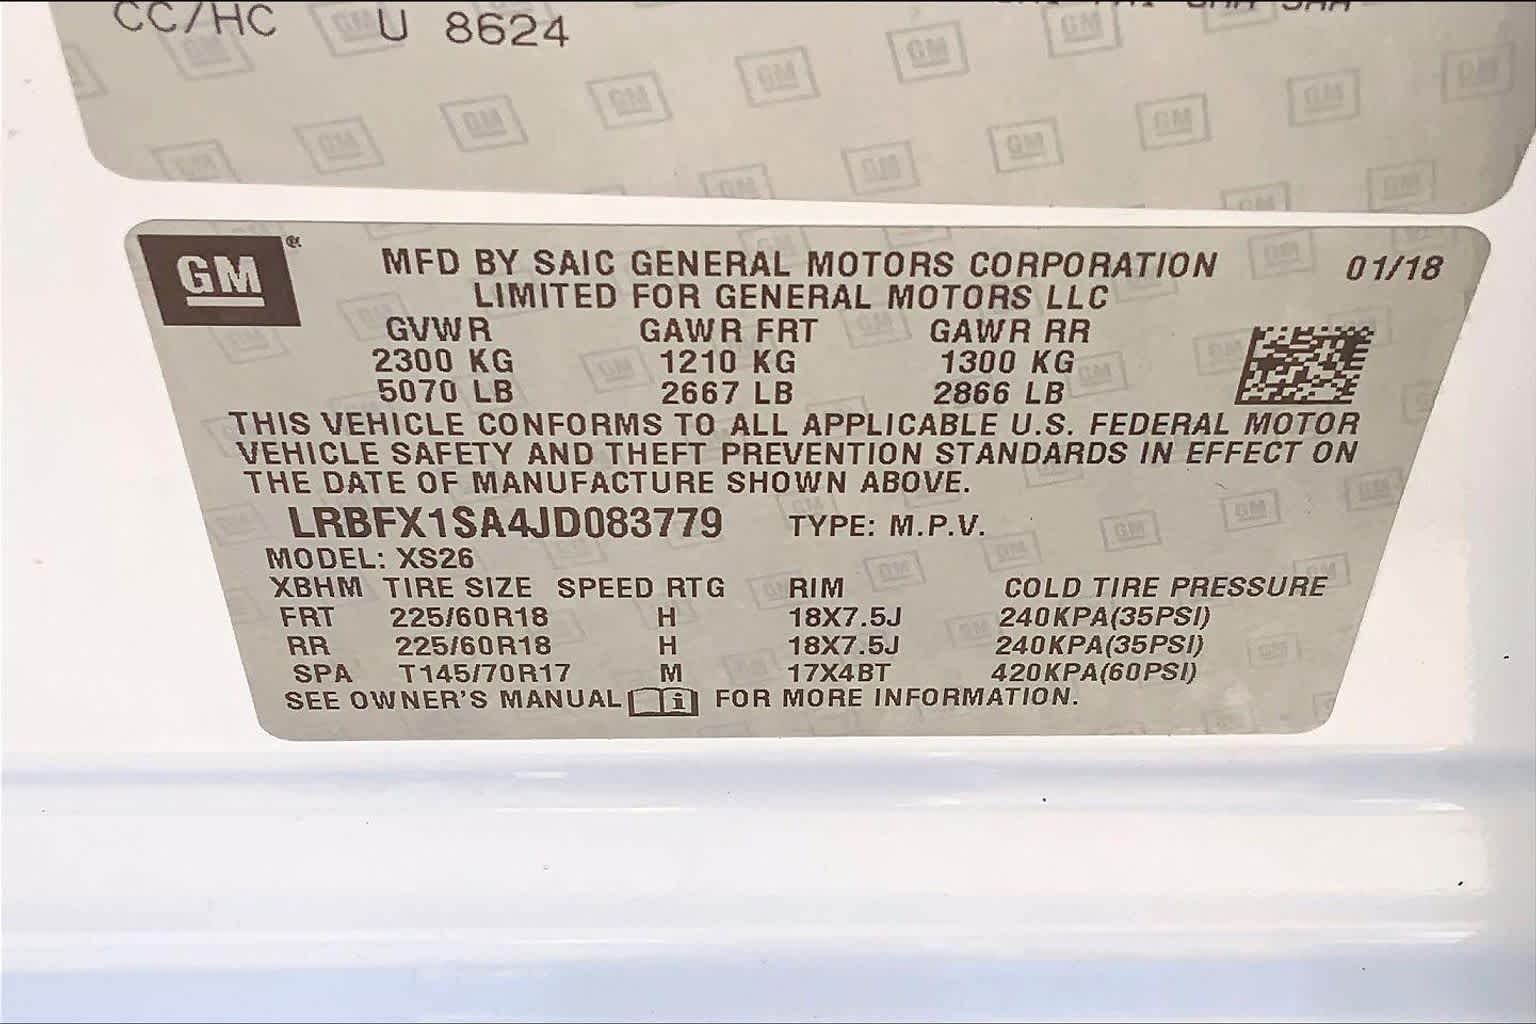 CC/HC U 8624
GM ®
MFD BY SAIC GENERAL MOTORS CORPORATION 01/18
LIMITED FOR GENERAL MOTORS LLC
GVWR GAWR FRT GAWR RR
2300 KG 1210 KG 1300 KG
5070 LB 2667 LB 2866 LB
THIS VEHICLE CONFORMS TO ALL APPLICABLE U.S. FEDERAL MOTOR
VEHICLE SAFETY AND THEFT PREVENTION STANDARDS IN EFFECT ON
THE DATE OF MANUFACTURE SHOWN ABOVE.
LRBFX1SA4JD083779 TYPE: M.P.V.
MODEL: XS26
XBHM TIRE SIZE SPEED RTG RIM COLD TIRE PRESSURE
FRT 225/60R18 H 18X7.5J 240KPA(35PSI)
RR 225/60R18 H 18X7.5J 240KPA(35PSI)
SPA T145/70R17 M 17X4BT 420KPA(60PSI)
SEE OWNER'S MANUAL i FOR MORE INFORMATION.